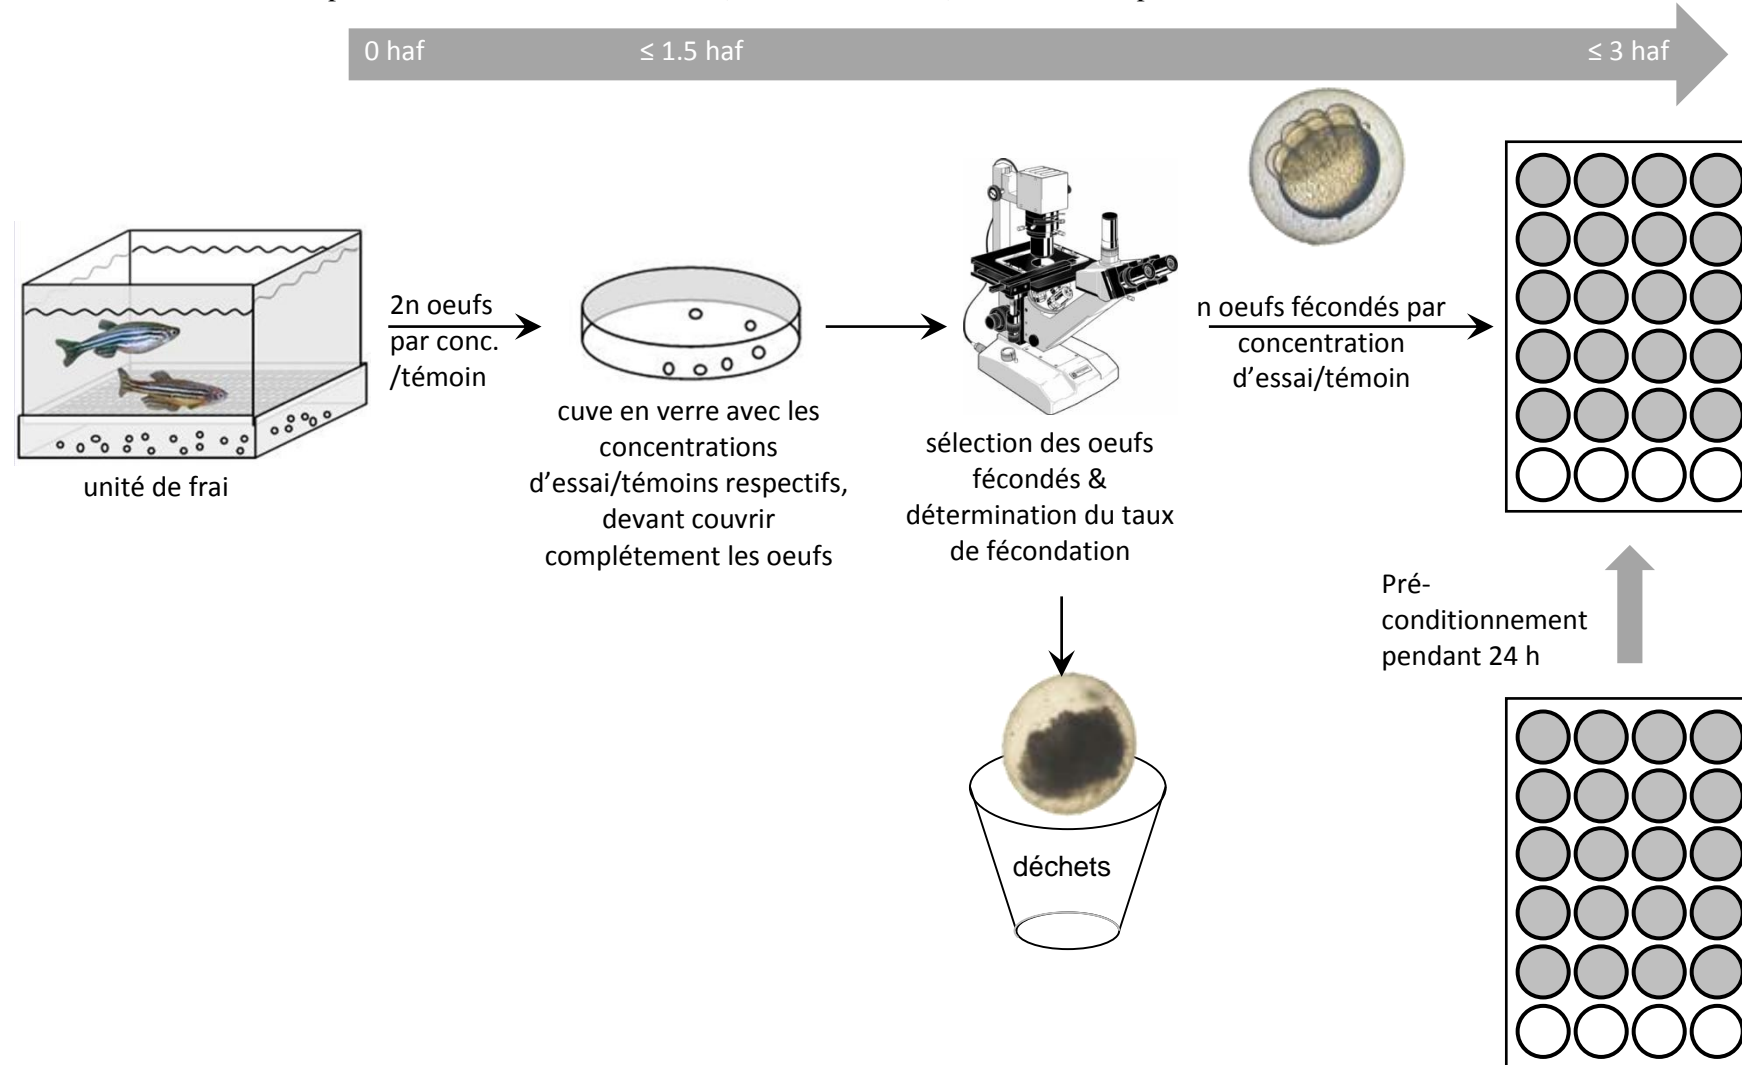 0 haf
≤ 1.5 haf
≤ 3 haf
2n oeufs
par conc.
/témoin
n oeufs fécondés par
concentration
d'essai/témoin
unité de frai
cuve en verre avec les
concentrations
d'essai/témoins respectifs,
devant couvrir
complétement les oeufs
sélection des oeufs
fécondés &
détermination du taux
de fécondation
Pré-
conditionnement
pendant 24 h
déchets